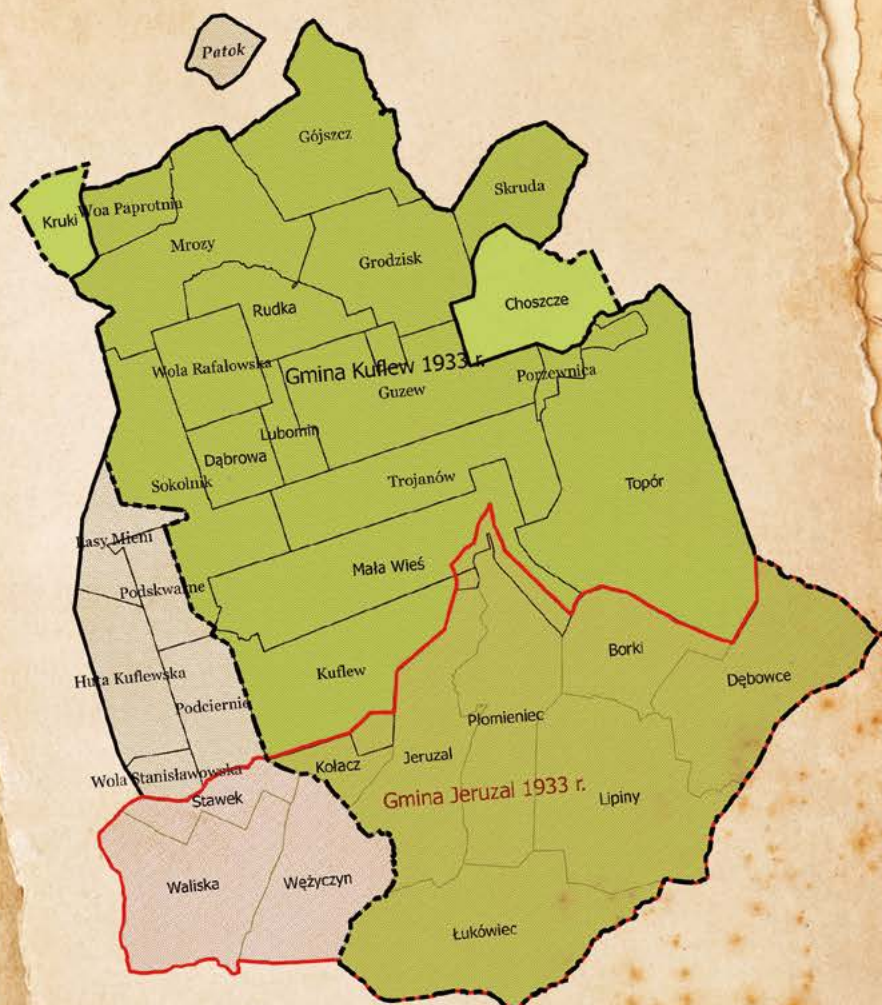 Patok
Gójszcz
Skruda
Kruki
Woa Paprotnia
Mrozy
Grodzisk
Choszcze
Rudka
Wola Rafałowska
Gmina Kuflew 1933 r.
Guzew
Porzewnica
Lubomin
Dąbrowa
Sokolnik
Trojanów
Topór
Lasy Mieni
Mała Wieś
Podskwarne
Borki
Kuflew
Huta Kuflewska
Dębowce
Podciernie
Płomieniec
Jeruzal
Kołacz
Wola Stanisławowska
Gmina Jeruzal 1933 r.
Stawek
Lipiny
Waliska
Wężyczyn
Łukówiec